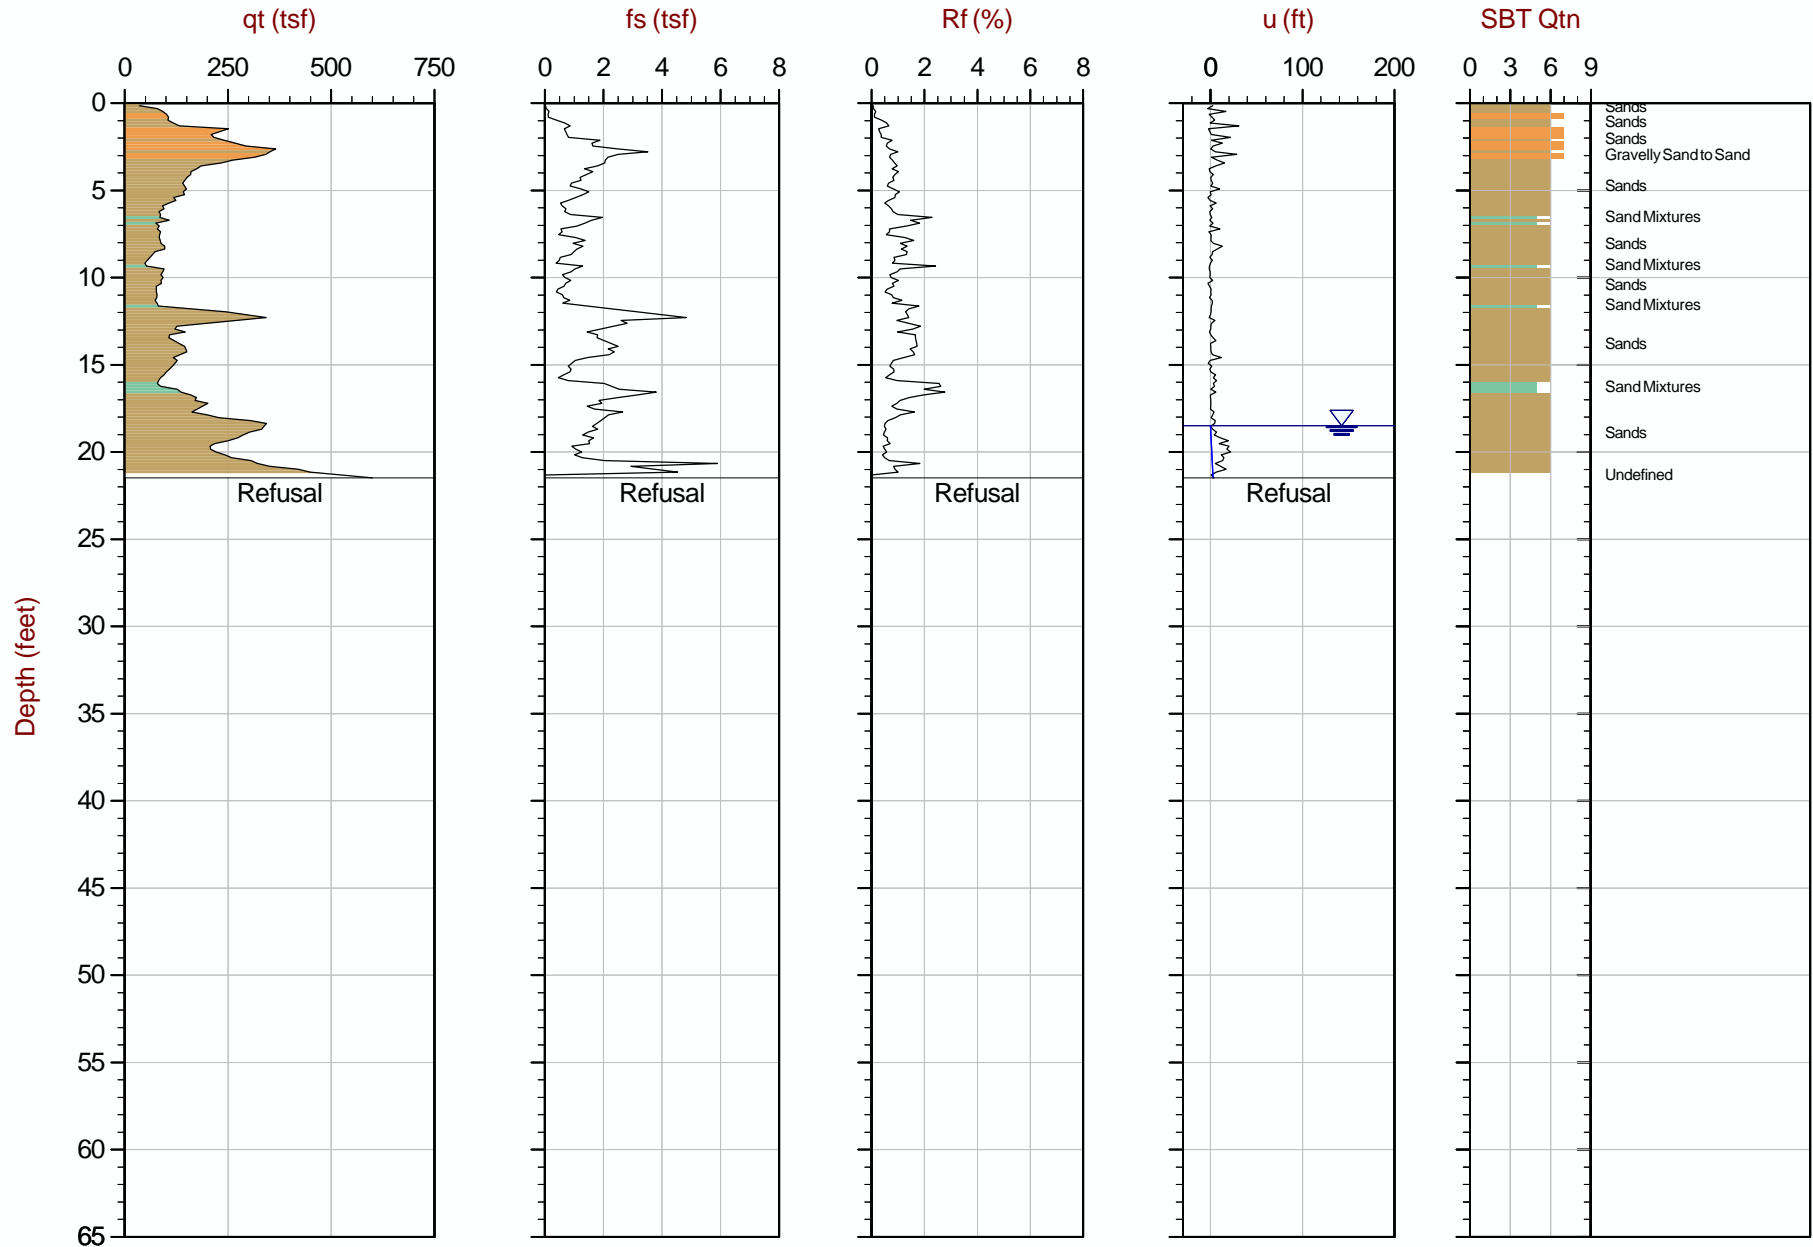 qt (tsf) fs (tsf) Rf (%) u (ft) SBT Qtn
0 250 500 750 0 2 4 6 8 0 2 4 6 8 0 100 200 0 3 6 9
0
5
10
15
20
25
30
35
40
45
50
55
60
65
Depth (feet)
Sands
Sands
Sands
Gravelly Sand to Sand
Sands
Sand Mixtures
Sands
Sand Mixtures
Sands
Sand Mixtures
Sands
Sand Mixtures
Sands
Undefined
Refusal Refusal Refusal Refusal